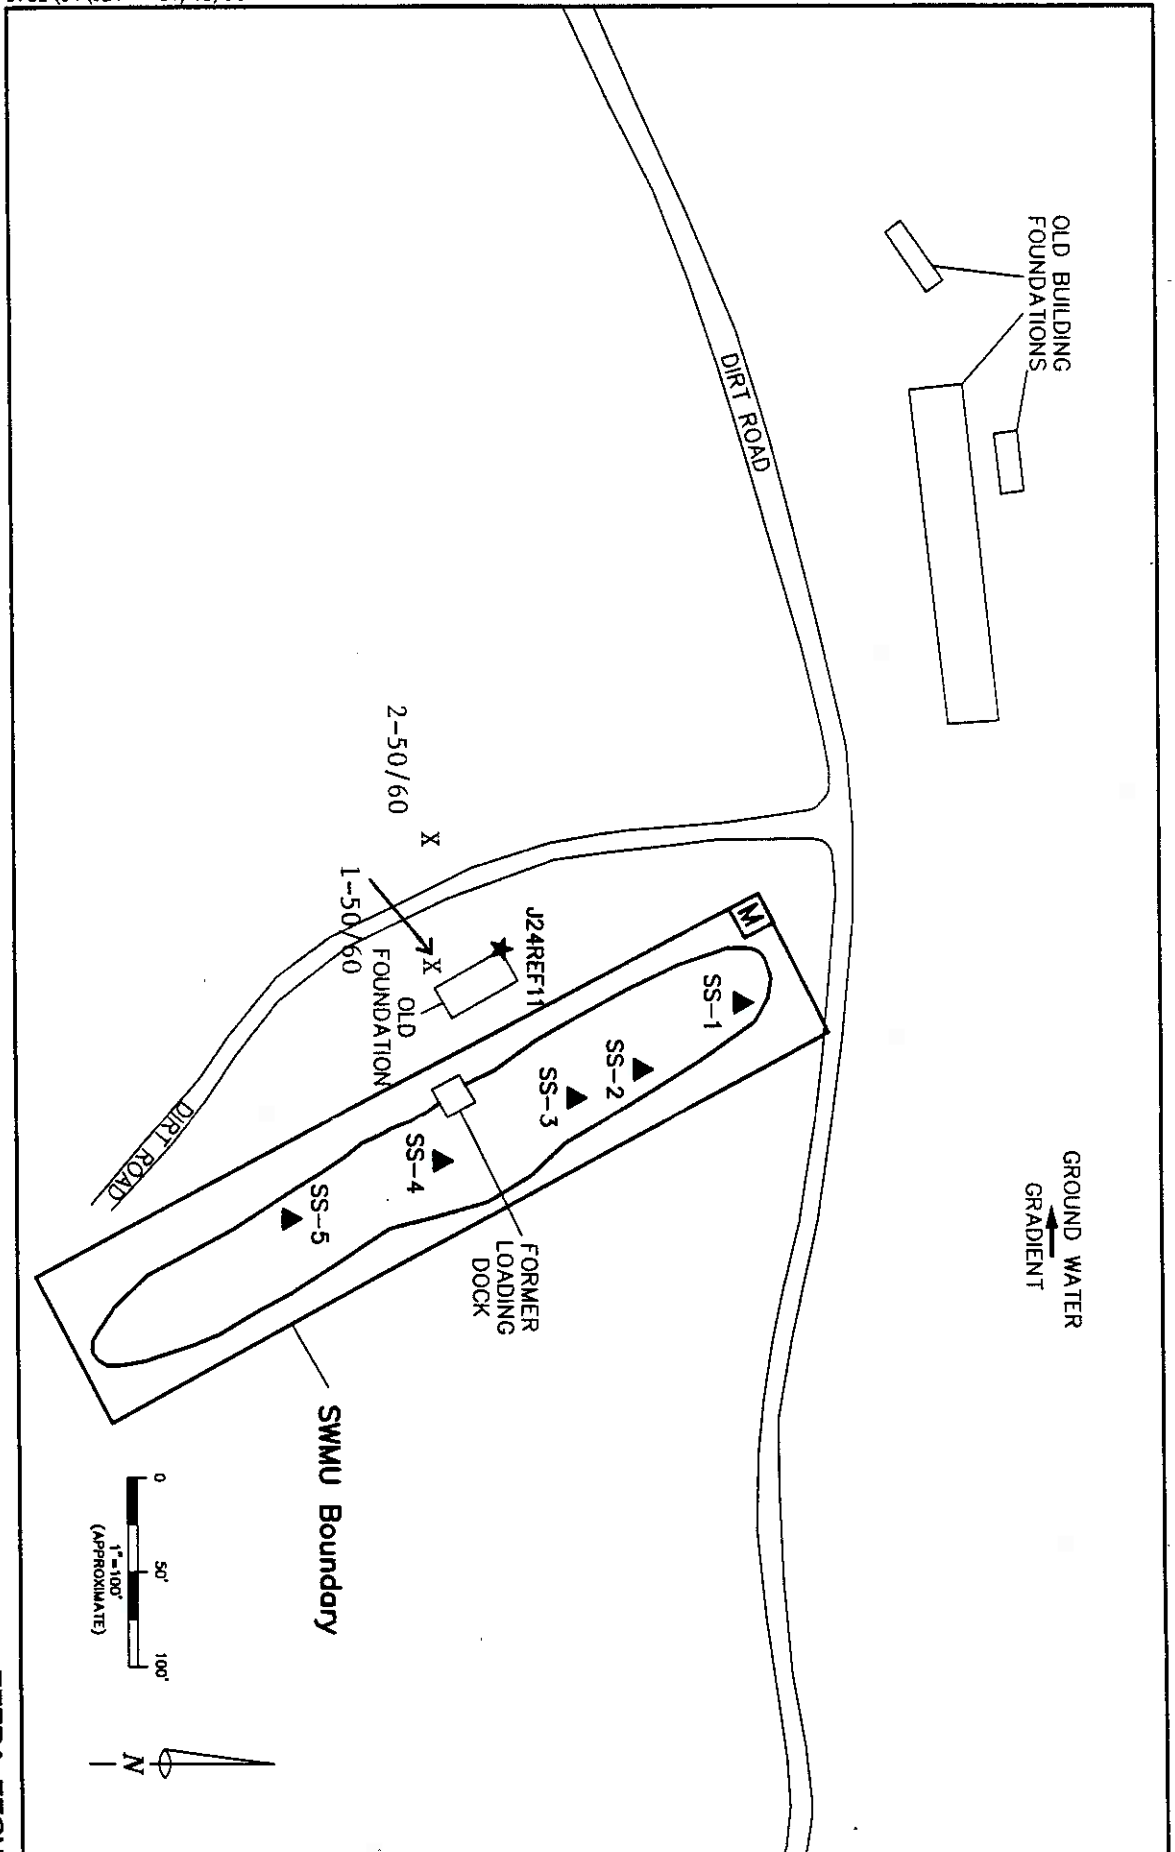 OLD BUILDING
FOUNDATIONS
DIRT ROAD
GROUND WATER
GRADIENT
2-50/60
X
1-50/60
X
J24REF11
OLD
FOUNDATION
M
SS-1
SS-2
SS-3
SS-4
SS-5
FORMER
LOADING
DOCK
DIRT ROAD
SWMU Boundary
0 50' 100'
1"=100'
(APPROXIMATE)
N